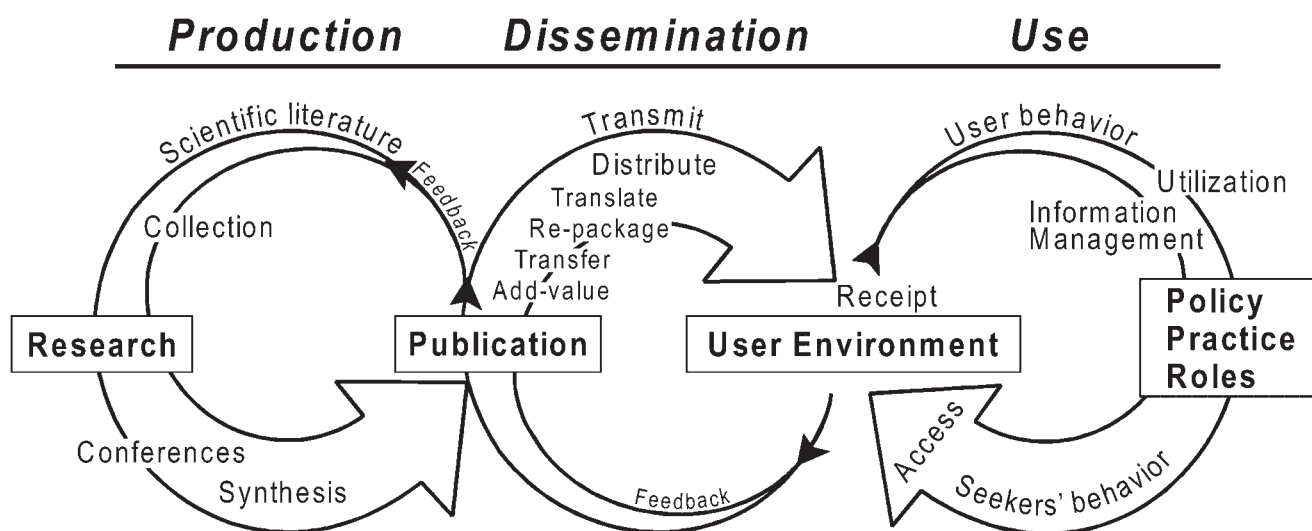 Production Dissemination Use
Scientific literature
Feedback
Collection
Research
Conferences
Synthesis
Transmit
Distribute
Translate
Re-package
Transfer
Add-value
Publication
Feedback
User behavior
Utilization
Information
Management
Receipt
User Environment
Policy
Practice
Roles
Access
Seekers' behavior